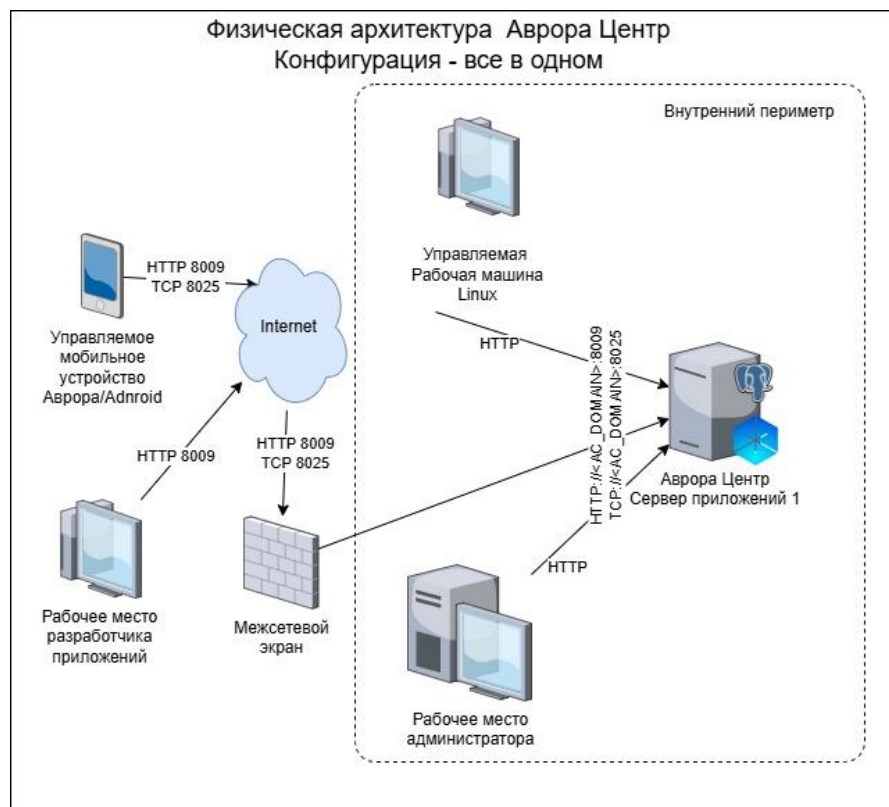 Физическая архитектура Аврора Центр
Конфигурация - все в одном
Внутренний периметр
Управляемая
Рабочая машина
Linux
HTTP 8009
TCP 8025
Internet
Управляемое
мобильное
устройство
Аврора/Adnroid
HTTP
HTTP://<AC_DOMAIN>:8009
TCP://<AC_DOMAIN>:8025
HTTP 8009
TCP 8025
HTTP 8009
Аврора Центр
Сервер приложений 1
HTTP
Рабочее место
разработчика
приложений
Межсетевой
экран
Рабочее место
администратора